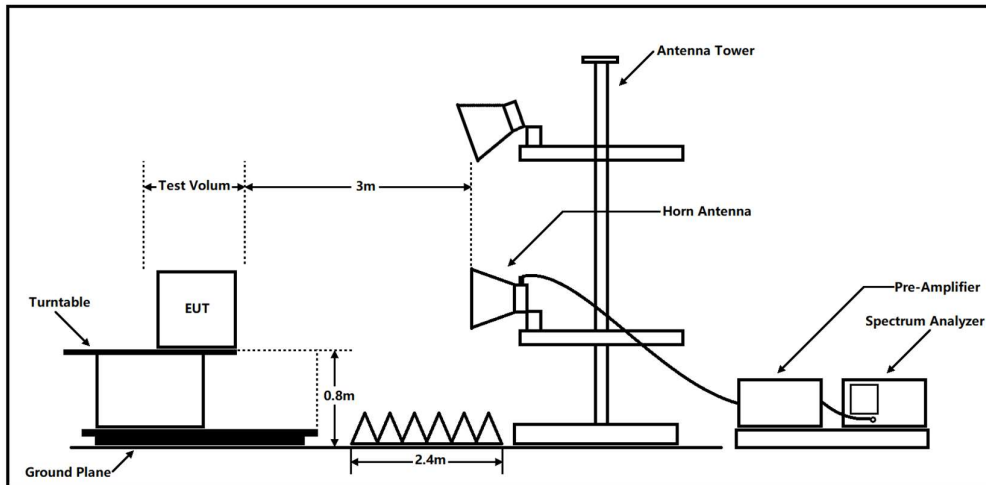 Antenna Tower
Test Volum
3m
Horn Antenna
EUT
Turntable
Pre-Amplifier
Spectrum Analyzer
0.8m
2.4m
Ground Plane